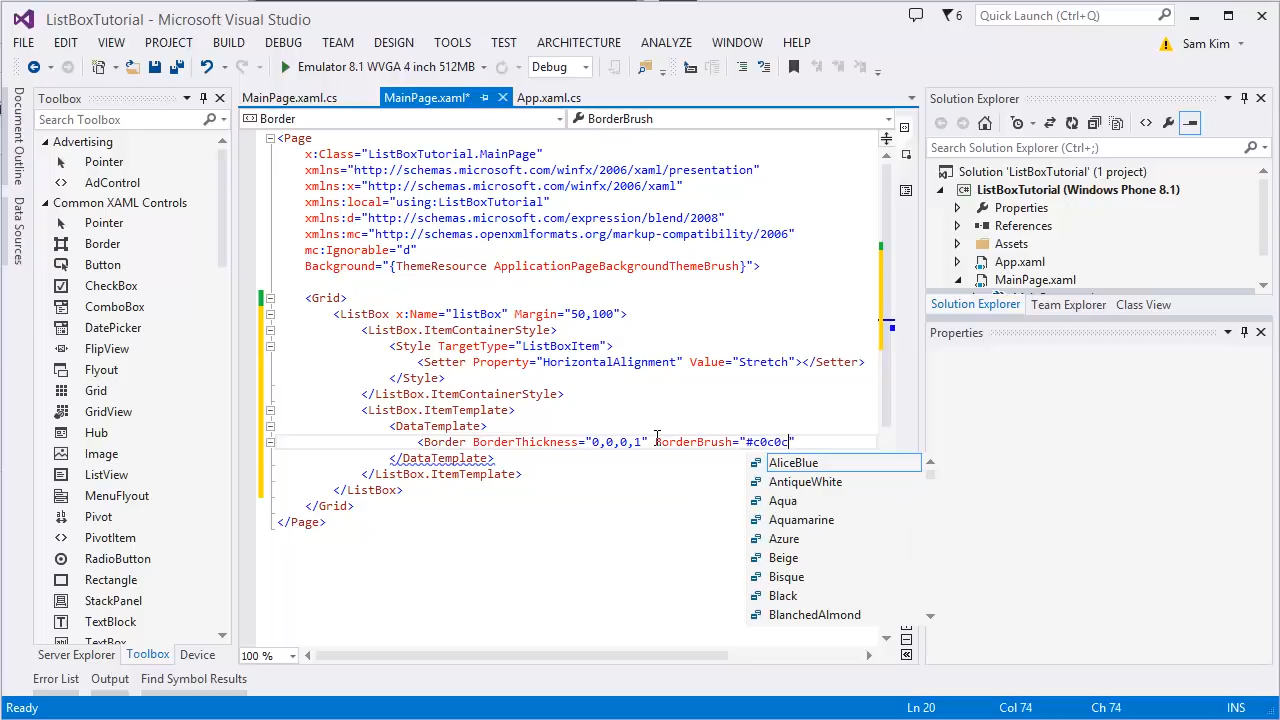 ListBoxTutorial - Microsoft Visual Studio
6
Quick Launch (Ctrl+Q)
FILE EDIT VIEW PROJECT BUILD DEBUG TEAM DESIGN TOOLS TEST ARCHITECTURE ANALYZE WINDOW HELP
Sam Kim
Emulator 8.1 WVGA 4 inch 512MB
Debug
Document Outline
Data Sources
Toolbox
Search Toolbox
Advertising
Pointer
AdControl
Common XAML Controls
Pointer
Border
Button
CheckBox
ComboBox
DatePicker
FlipView
Flyout
Grid
GridView
Hub
Image
ListView
MenuFlyout
Pivot
PivotItem
RadioButton
Rectangle
StackPanel
TextBlock
TextBox
Server Explorer Toolbox Device
MainPage.xaml.cs MainPage.xaml* App.xaml.cs
Border BorderBrush
<Page
x:Class="ListBoxTutorial.MainPage"
xmlns="http://schemas.microsoft.com/winfx/2006/xaml/presentation"
xmlns:x="http://schemas.microsoft.com/winfx/2006/xaml"
xmlns:local="using:ListBoxTutorial"
xmlns:d="http://schemas.microsoft.com/expression/blend/2008"
xmlns:mc="http://schemas.openxmlformats.org/markup-compatibility/2006"
mc:Ignorable="d"
Background="{ThemeResource ApplicationPageBackgroundThemeBrush}">
<Grid>
<ListBox x:Name="listBox" Margin="50,100">
<ListBox.ItemContainerStyle>
<Style TargetType="ListBoxItem">
<Setter Property="HorizontalAlignment" Value="Stretch"></Setter>
</Style>
</ListBox.ItemContainerStyle>
<ListBox.ItemTemplate>
<DataTemplate>
<Border BorderThickness="0,0,0,1" BorderBrush="#c0c0c"
</DataTemplate>
</ListBox.ItemTemplate>
</ListBox>
</Grid>
</Page>
AliceBlue
AntiqueWhite
Aqua
Aquamarine
Azure
Beige
Bisque
Black
BlanchedAlmond
100 %
Solution Explorer
Search Solution Explorer (Ctrl+;)
Solution 'ListBoxTutorial' (1 project)
ListBoxTutorial (Windows Phone 8.1)
Properties
References
Assets
App.xaml
MainPage.xaml
Solution Explorer Team Explorer Class View
Properties
Error List Output Find Symbol Results
Ready Ln 20 Col 74 Ch 74 INS